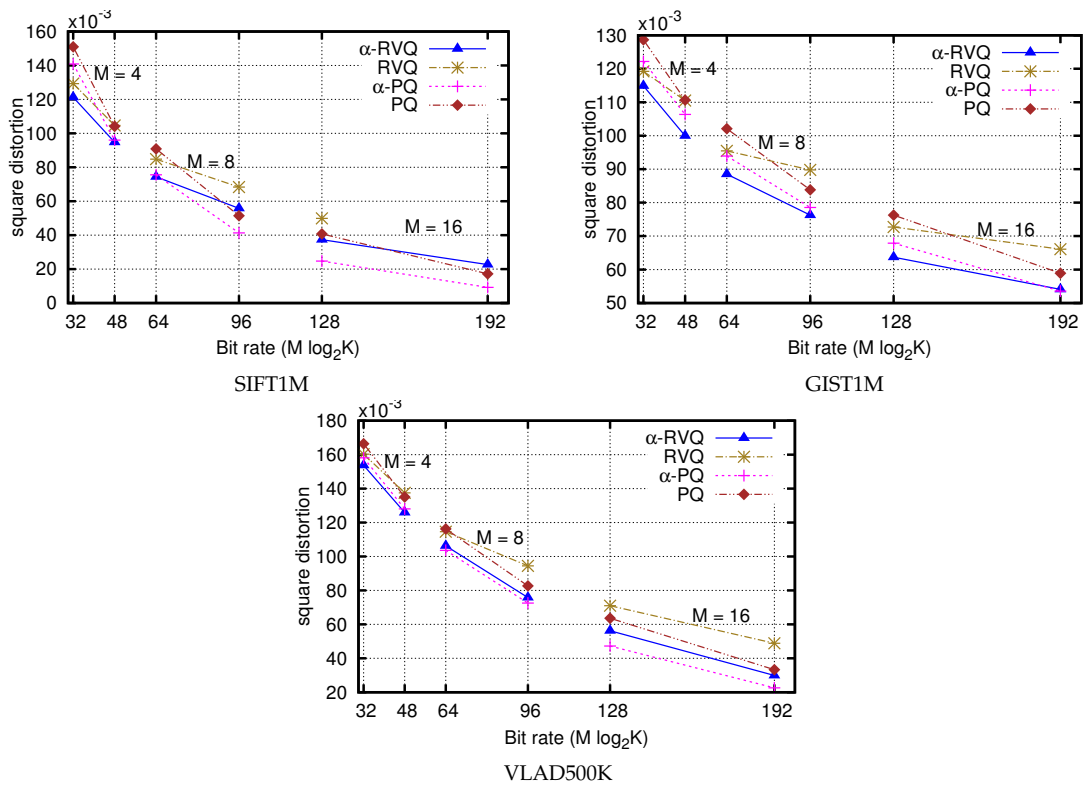 x10-3
160
140
120
100
80
60
40
20
0
32 48 64 96 128 192
square distortion
Bit rate (M log2K)
α-RVQ
RVQ
α-PQ
PQ
M = 4
M = 8
M = 16
SIFT1M
x10-3
130
120
110
100
90
80
70
60
50
32 48 64 96 128 192
square distortion
Bit rate (M log2K)
α-RVQ
RVQ
α-PQ
PQ
M = 4
M = 8
M = 16
GIST1M
x10-3
180
160
140
120
100
80
60
40
20
32 48 64 96 128 192
square distortion
Bit rate (M log2K)
α-RVQ
RVQ
α-PQ
PQ
M = 4
M = 8
M = 16
VLAD500K